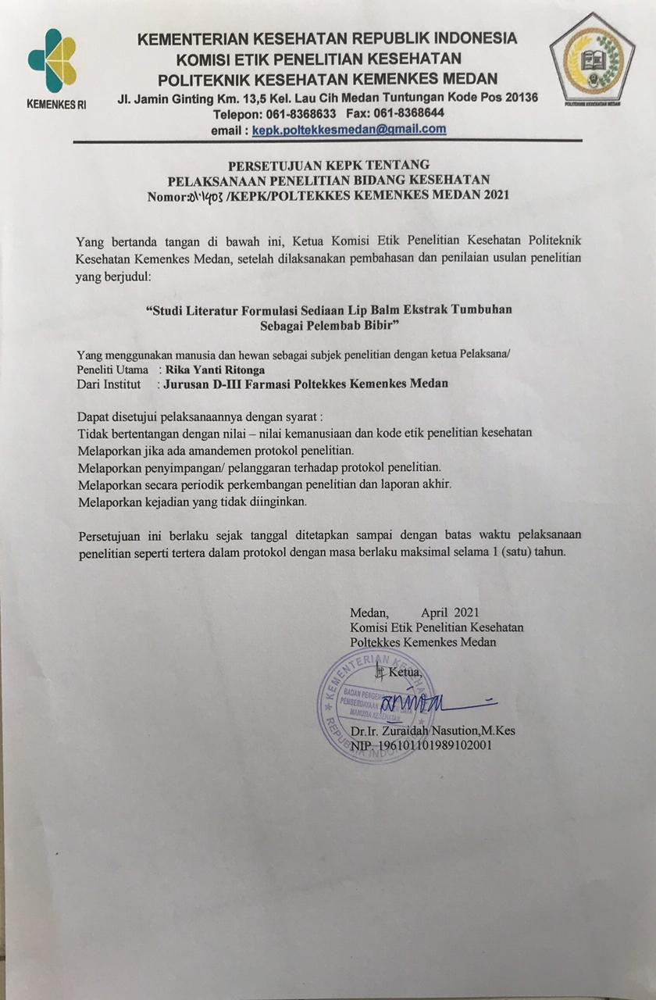 KEMENTERIAN KESEHATAN REPUBLIK INDONESIA
KOMISI ETIK PENELITIAN KESEHATAN
POLITEKNIK KESEHATAN KEMENKES MEDAN
Jl. Jamin Ginting Km. 13,5 Kel. Lau Cih Medan Tuntungan Kode Pos 20136
Telepon: 061-8368633 Fax: 061-8368644
email : kepk.poltekkesmedan@gmail.com
KEMENKES RI
POLITEKNIK KESEHATAN MEDAN
PERSETUJUAN KEPK TENTANG
PELAKSANAAN PENELITIAN BIDANG KESEHATAN
Nomor: /KEPK/POLTEKKES KEMENKES MEDAN 2021
Yang bertanda tangan di bawah ini, Ketua Komisi Etik Penelitian Kesehatan Politeknik
Kesehatan Kemenkes Medan, setelah dilaksanakan pembahasan dan penilaian usulan penelitian
yang berjudul:
“Studi Literatur Formulasi Sediaan Lip Balm Ekstrak Tumbuhan
Sebagai Pelembab Bibir”
Yang menggunakan manusia dan hewan sebagai subjek penelitian dengan ketua Pelaksana/
Peneliti Utama : Rika Yanti Ritonga
Dari Institut : Jurusan D-III Farmasi Poltekkes Kemenkes Medan
Dapat disetujui pelaksanaannya dengan syarat :
Tidak bertentangan dengan nilai – nilai kemanusiaan dan kode etik penelitian kesehatan
Melaporkan jika ada amandemen protokol penelitian.
Melaporkan penyimpangan/ pelanggaran terhadap protokol penelitian.
Melaporkan secara periodik perkembangan penelitian dan laporan akhir.
Melaporkan kejadian yang tidak diinginkan.
Persetujuan ini berlaku sejak tanggal ditetapkan sampai dengan batas waktu pelaksanaan
penelitian seperti tertera dalam protokol dengan masa berlaku maksimal selama 1 (satu) tahun.
Medan, April 2021
Komisi Etik Penelitian Kesehatan
Poltekkes Kemenkes Medan
Ketua,
KEMENTERIAN
BADAN
MANUSIA KESEHATAN
REPUBLIK
Dr.Ir. Zuraidah Nasution,M.Kes
NIP. 196101101989102001